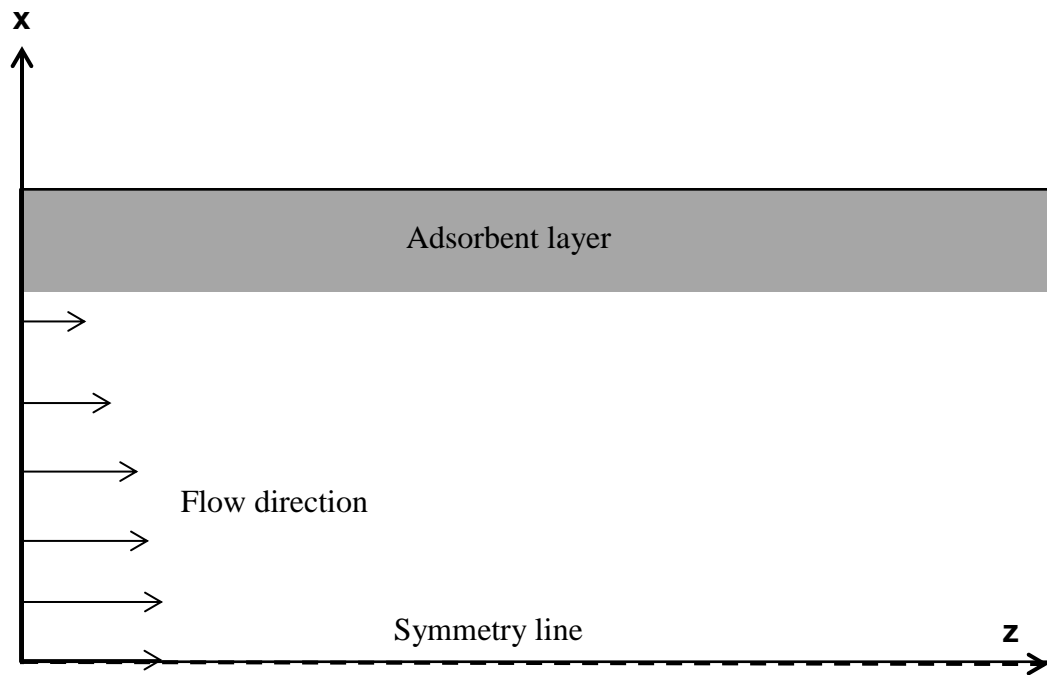 x
Adsorbent layer
Flow direction
Symmetry line
z